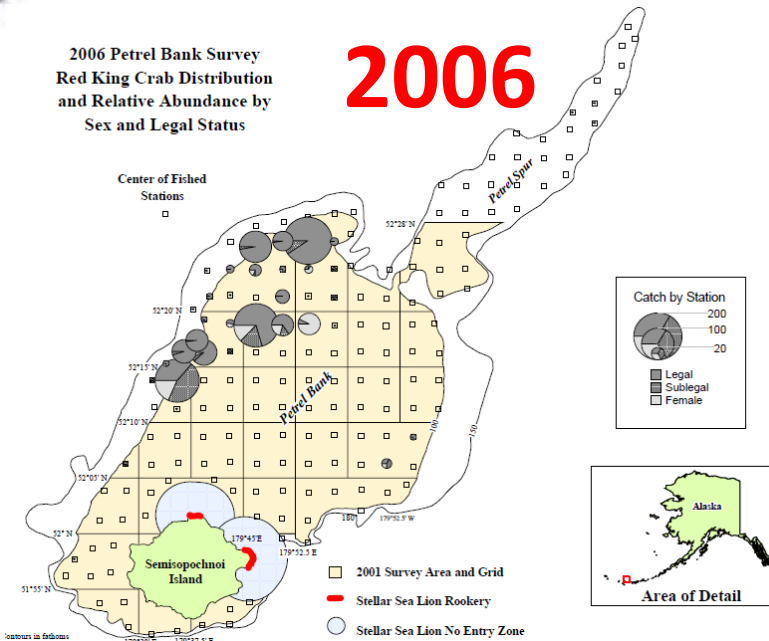 2006 Petrel Bank Survey
Red King Crab Distribution
and Relative Abundance by
Sex and Legal Status
2006
Center of Fished
Stations
Petrel Spur
52°28' N
Catch by Station
200
100
20
Legal
Sublegal
Female
52°20' N
52°15' N
Petrel Bank
52°10' N
100
150
52°05' N
180°
179°52.5' W
52° N
179°45'E
179°52.5 E
Semisopochnoi
Island
51°55' N
Alaska
Area of Detail
2001 Survey Area and Grid
Stellar Sea Lion Rookery
Stellar Sea Lion No Entry Zone
contours in fathoms